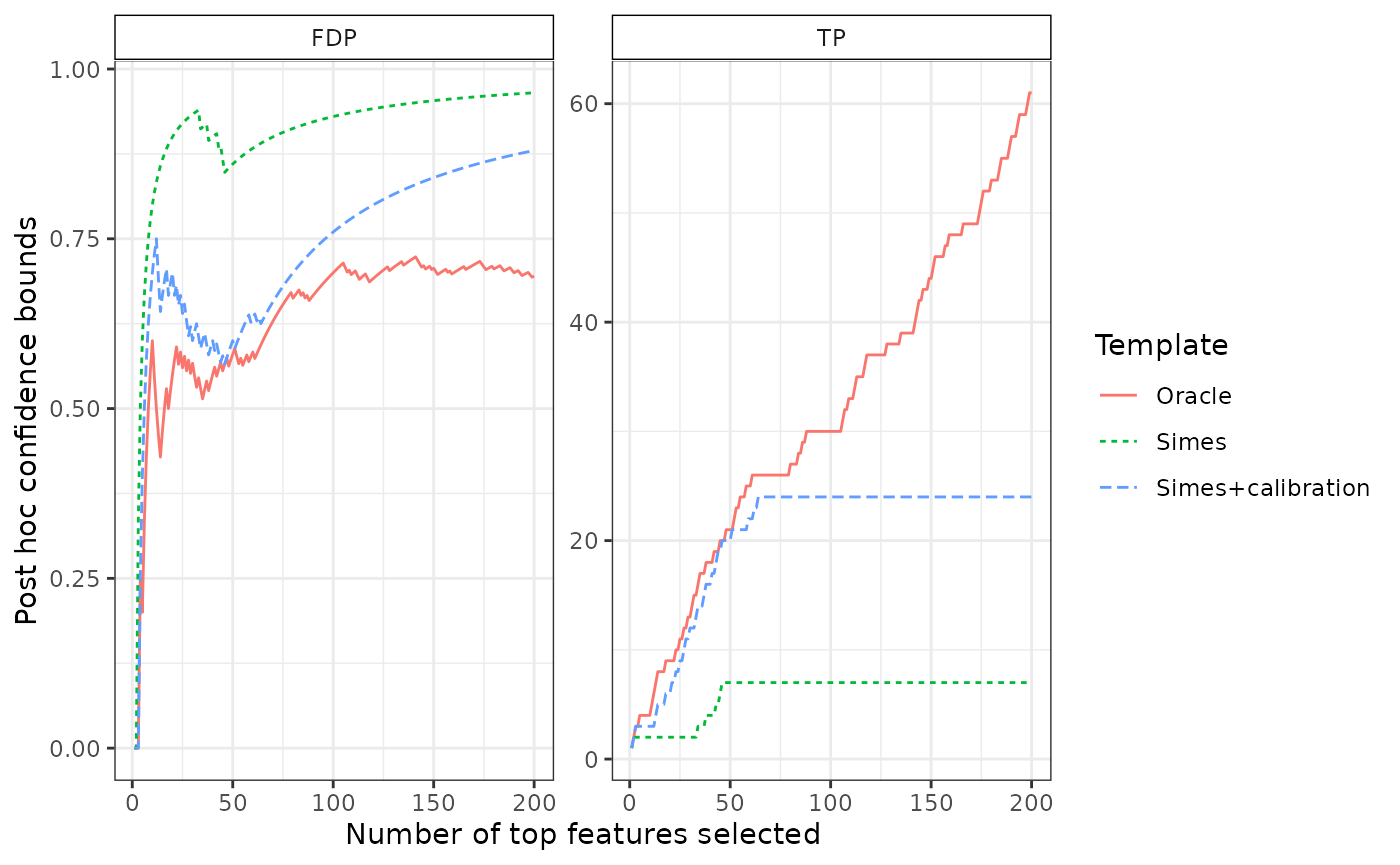 FDP
TP
Post hoc confidence bounds
1.00
0.75
0.50
0.25
0.00
60
40
20
0
0 50 100 150 200
0 50 100 150 200
Number of top features selected
Template
Oracle
Simes
Simes+calibration